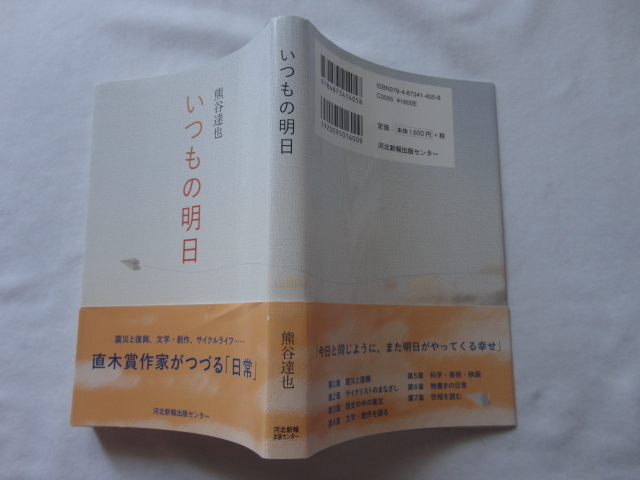 熊谷達也
いつもの明日
震災と復興、文学・創作、サイクルライフ……
直木賞作家がつづる「日常」
河北新報出版センター
いつもの明日
熊谷達也
河北新報
出版センター
9784873414058
1920095016009
ISBN978-4-87341-405-8
C0095 ¥1600E
定価： 本体1,600円 +税
河北新報出版センター
「今日と同じように、また明日がやってくる幸せ」
第1章 震災と復興
第2章 サイクリストのまなざし
第3章 歴史の中の東北
第4章 文学・創作を語る
第5章 科学・美術・映画
第6章 物書きの日常
第7章 世相を読む